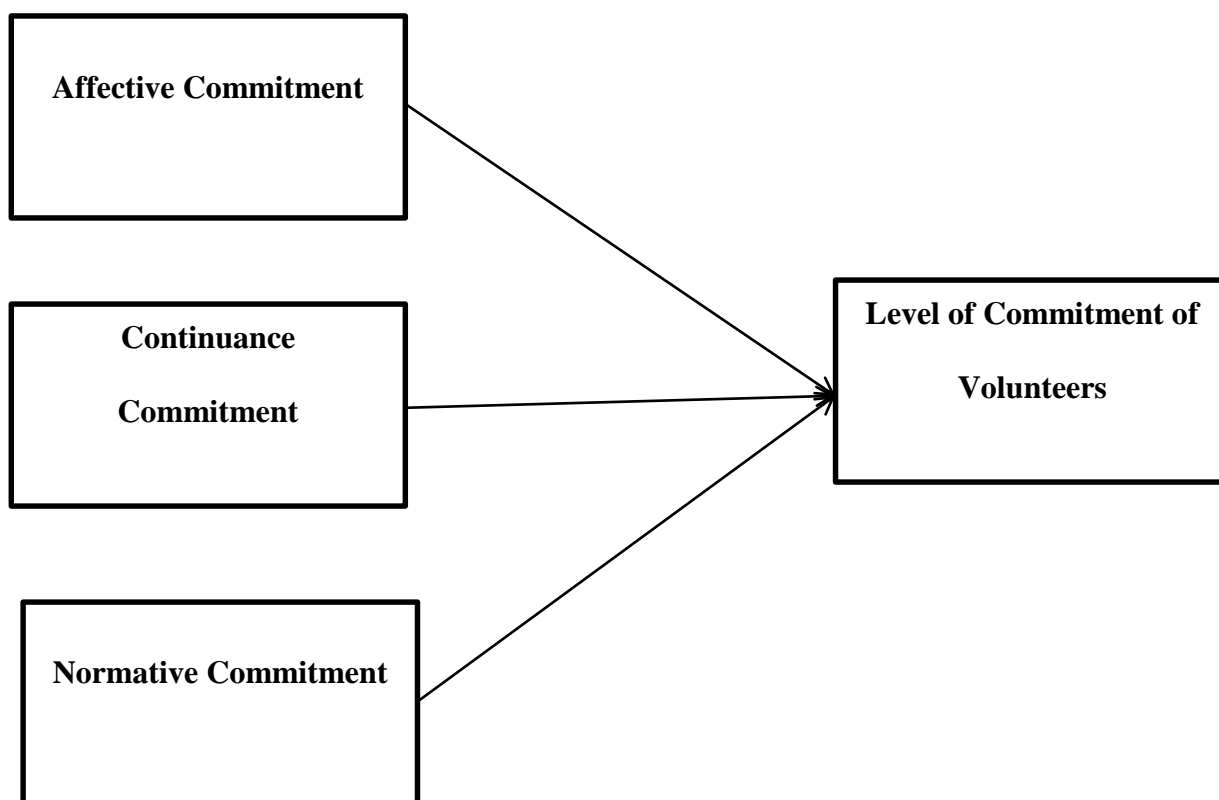 Affective Commitment
Continuance
Commitment
Normative Commitment
Level of Commitment of
Volunteers